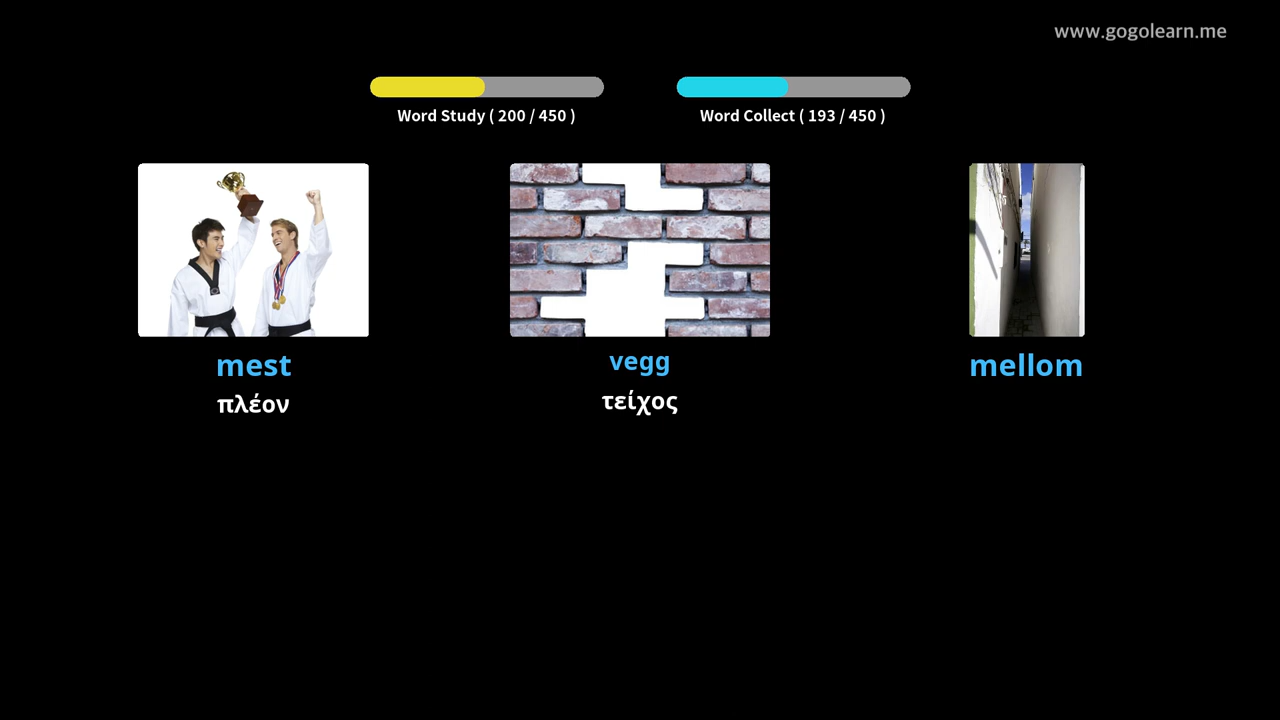 www.gogolearn.me
Word Study ( 200 / 450 )
Word Collect ( 193 / 450 )
mest
πλέον
vegg
τείχος
mellom